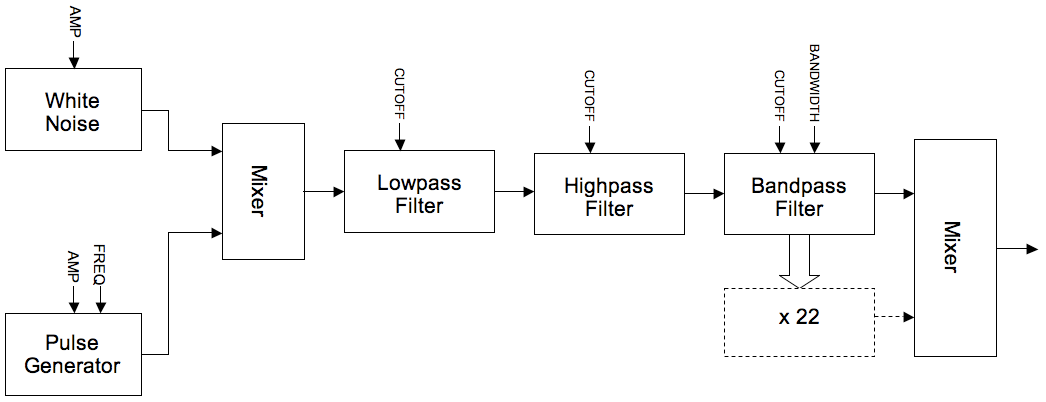 AMP
White
Noise
FREQ
AMP
Pulse
Generator
Mixer
CUTOFF
Lowpass
Filter
CUTOFF
Highpass
Filter
BANDWIDTH
CUTOFF
Bandpass
Filter
x 22
Mixer